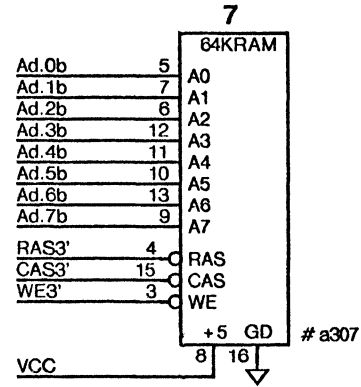 7
64KRAM
Ad.0b 5 A0
Ad.1b 7 A1
Ad.2b 6 A2
Ad.3b 12 A3
Ad.4b 11 A4
Ad.5b 10 A5
Ad.6b 13 A6
Ad.7b 9 A7
RAS3' 4 RAS
CAS3' 15 CAS
WE3' 3 WE
+5 GD # a307
VCC 8 16